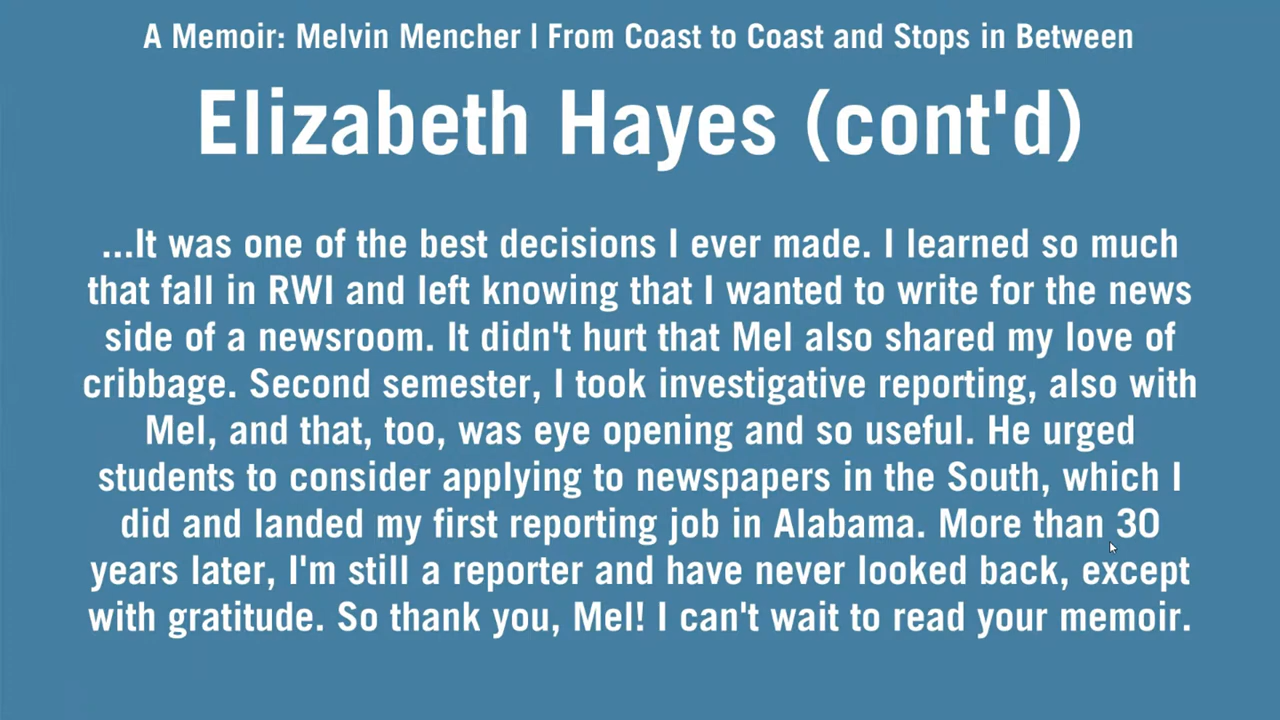 A Memoir: Melvin Mencher | From Coast to Coast and Stops in Between
Elizabeth Hayes (cont'd)
...It was one of the best decisions I ever made. I learned so much
that fall in RWI and left knowing that I wanted to write for the news
side of a newsroom. It didn't hurt that Mel also shared my love of
cribbage. Second semester, I took investigative reporting, also with
Mel, and that, too, was eye opening and so useful. He urged
students to consider applying to newspapers in the South, which I
did and landed my first reporting job in Alabama. More than 30
years later, I'm still a reporter and have never looked back, except
with gratitude. So thank you, Mel! I can't wait to read your memoir.